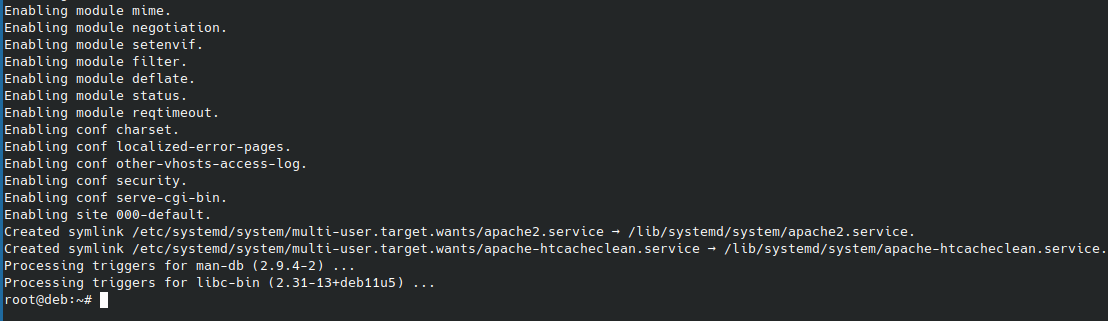 Enabling module mime.
Enabling module negotiation.
Enabling module setenvif.
Enabling module filter.
Enabling module deflate.
Enabling module status.
Enabling module reqtimeout.
Enabling conf charset.
Enabling conf localized-error-pages.
Enabling conf other-vhosts-access-log.
Enabling conf security.
Enabling conf serve-cgi-bin.
Enabling site 000-default.
Created symlink /etc/systemd/system/multi-user.target.wants/apache2.service → /lib/systemd/system/apache2.service.
Created symlink /etc/systemd/system/multi-user.target.wants/apache-htcacheclean.service → /lib/systemd/system/apache-htcacheclean.service.
Processing triggers for man-db (2.9.4-2) ...
Processing triggers for libc-bin (2.31-13+deb11u5) ...
root@deb:~#